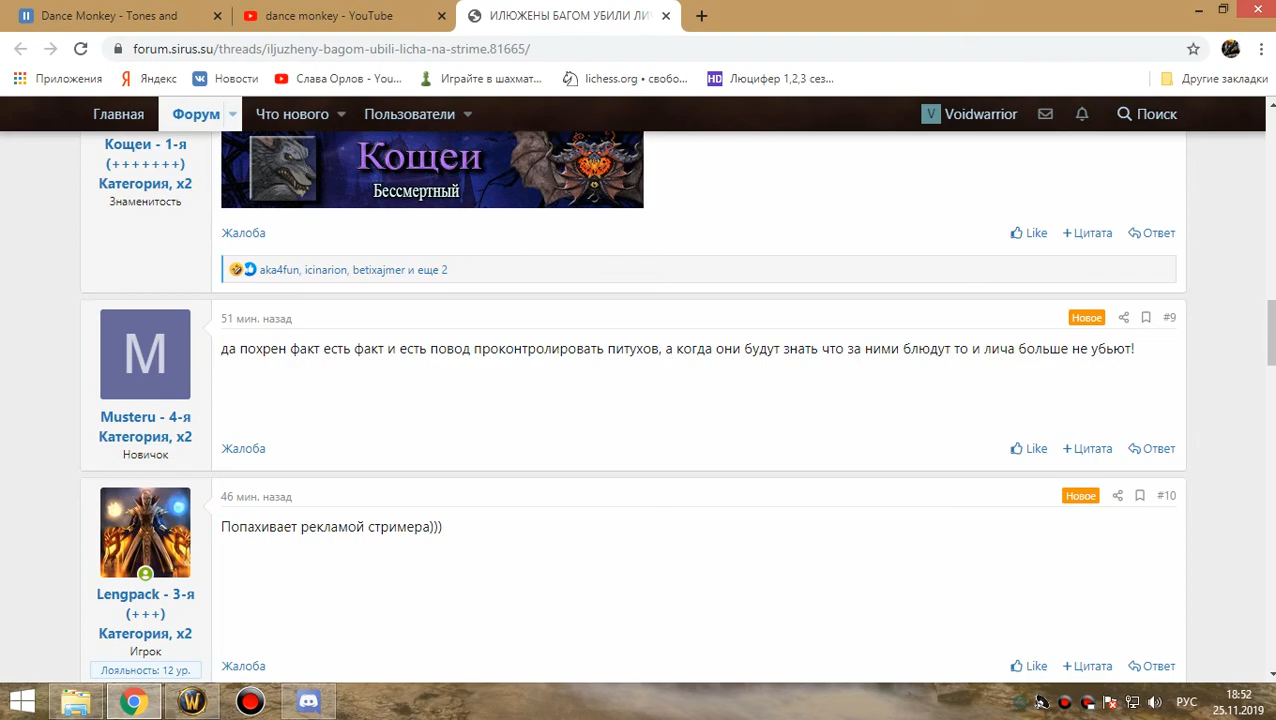 Dance Monkey - Tones and
dance monkey - YouTube
ИЛЮЖЕНЫ БАГОМ УБИЛИ ЛИЧ
forum.sirus.su/threads/iljuzheny-bagom-ubili-licha-na-strime.81665/
Приложения
Яндекс
Новости
Слава Орлов - You...
Играйте в шахмат...
lichess.org • свобо...
HD Люцифер 1,2,3 сез...
Другие закладки
Главная Форум Что нового Пользователи V Voidwarrior Поиск
Кощеи - 1-я
(+++++++)
Категория, x2
Знаменитость
Кощеи
Бессмертный
Жалоба Like +Цитата Ответ
aka4fun, icinarion, betixajmer и еще 2
M
Musteru - 4-я
Категория, x2
Новичок
51 мин. назад Новое #9
да похрен факт есть факт и есть повод проконтролировать питухов, а когда они будут знать что за ними блюдут то и лича больше не убьют!
Жалоба Like +Цитата Ответ
Lengpack - 3-я
(+++)
Категория, x2
Игрок
Лояльность: 12 ур.
46 мин. назад Новое #10
Попахивает рекламой стримера)))
Жалоба Like +Цитата Ответ
РУС
18:52
25.11.2019